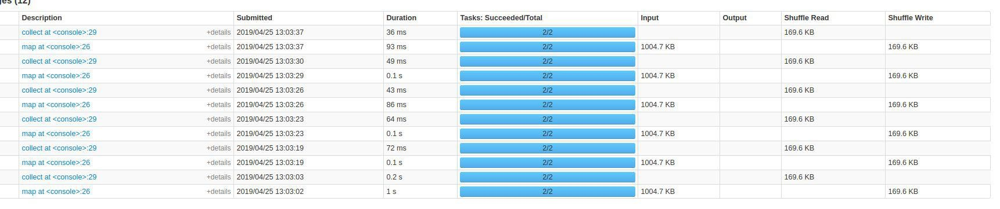 ges (12)
Description Submitted Duration Tasks: Succeeded/Total Input Output Shuffle Read Shuffle Write
collect at <console>:29 +details 2019/04/25 13:03:37 36 ms 2/2 169.6 KB
map at <console>:26 +details 2019/04/25 13:03:37 93 ms 2/2 1004.7 KB 169.6 KB
collect at <console>:29 +details 2019/04/25 13:03:30 49 ms 2/2 169.6 KB
map at <console>:26 +details 2019/04/25 13:03:29 0.1 s 2/2 1004.7 KB 169.6 KB
collect at <console>:29 +details 2019/04/25 13:03:26 43 ms 2/2 169.6 KB
map at <console>:26 +details 2019/04/25 13:03:26 86 ms 2/2 1004.7 KB 169.6 KB
collect at <console>:29 +details 2019/04/25 13:03:23 64 ms 2/2 169.6 KB
map at <console>:26 +details 2019/04/25 13:03:23 0.1 s 2/2 1004.7 KB 169.6 KB
collect at <console>:29 +details 2019/04/25 13:03:19 72 ms 2/2 169.6 KB
map at <console>:26 +details 2019/04/25 13:03:19 0.1 s 2/2 1004.7 KB 169.6 KB
collect at <console>:29 +details 2019/04/25 13:03:03 0.2 s 2/2 169.6 KB
map at <console>:26 +details 2019/04/25 13:03:02 1 s 2/2 1004.7 KB 169.6 KB